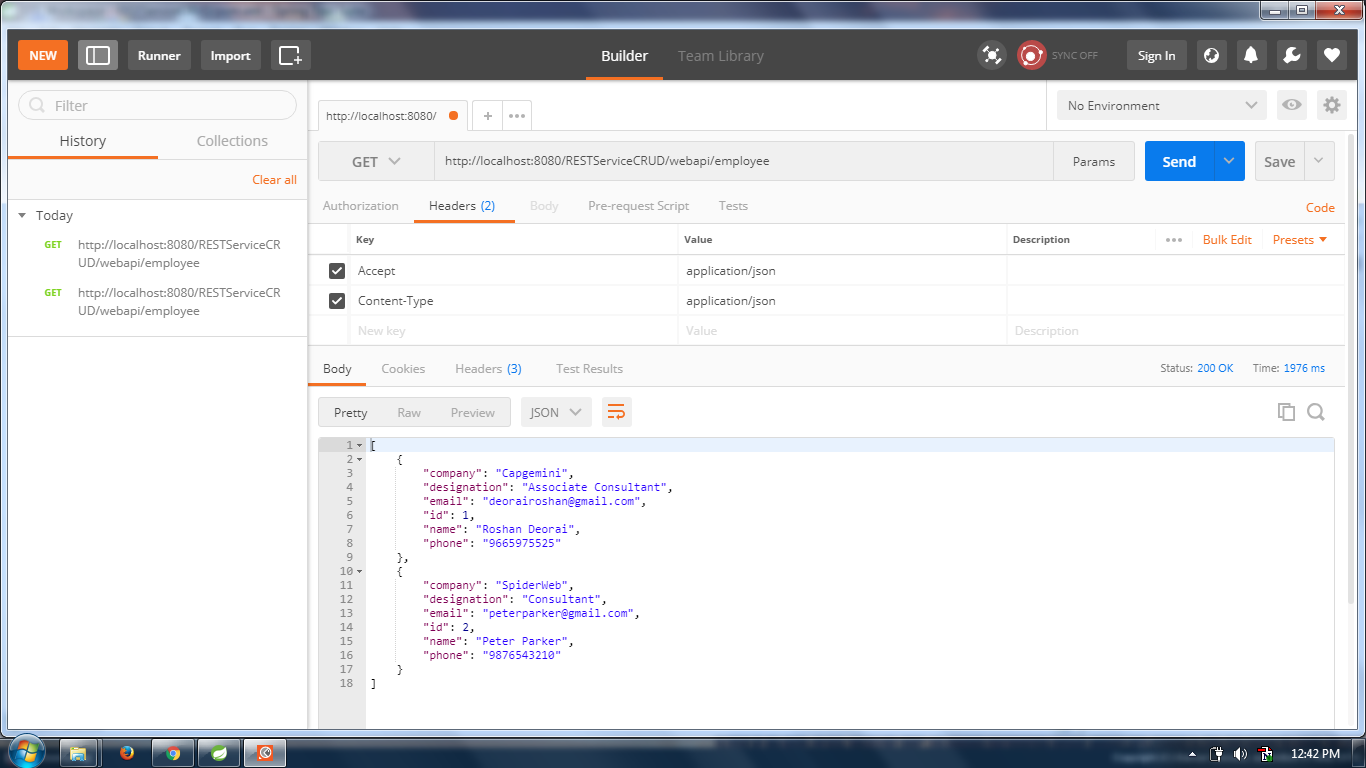 NEW Runner Import Builder Team Library SYNC OFF Sign In
Filter
History Collections
Clear all
Today
GET http://localhost:8080/RESTServiceCR
UD/webapi/employee
GET http://localhost:8080/RESTServiceCR
UD/webapi/employee
http://localhost:8080/ + ••• No Environment
GET http://localhost:8080/RESTServiceCRUD/webapi/employee Params Send Save
Authorization Headers (2) Body Pre-request Script Tests Code
Key Value Description ••• Bulk Edit Presets
Accept application/json
Content-Type application/json
New key Value Description
Body Cookies Headers (3) Test Results Status: 200 OK Time: 1976 ms
Pretty Raw Preview JSON
1 [
2 {
3 "company": "Capgemini",
4 "designation": "Associate Consultant",
5 "email": "deorairoshan@gmail.com",
6 "id": 1,
7 "name": "Roshan Deorai",
8 "phone": "9665975525"
9 },
10 {
11 "company": "SpiderWeb",
12 "designation": "Consultant",
13 "email": "peterparker@gmail.com",
14 "id": 2,
15 "name": "Peter Parker",
16 "phone": "9876543210"
17 }
18 ]
12:42 PM